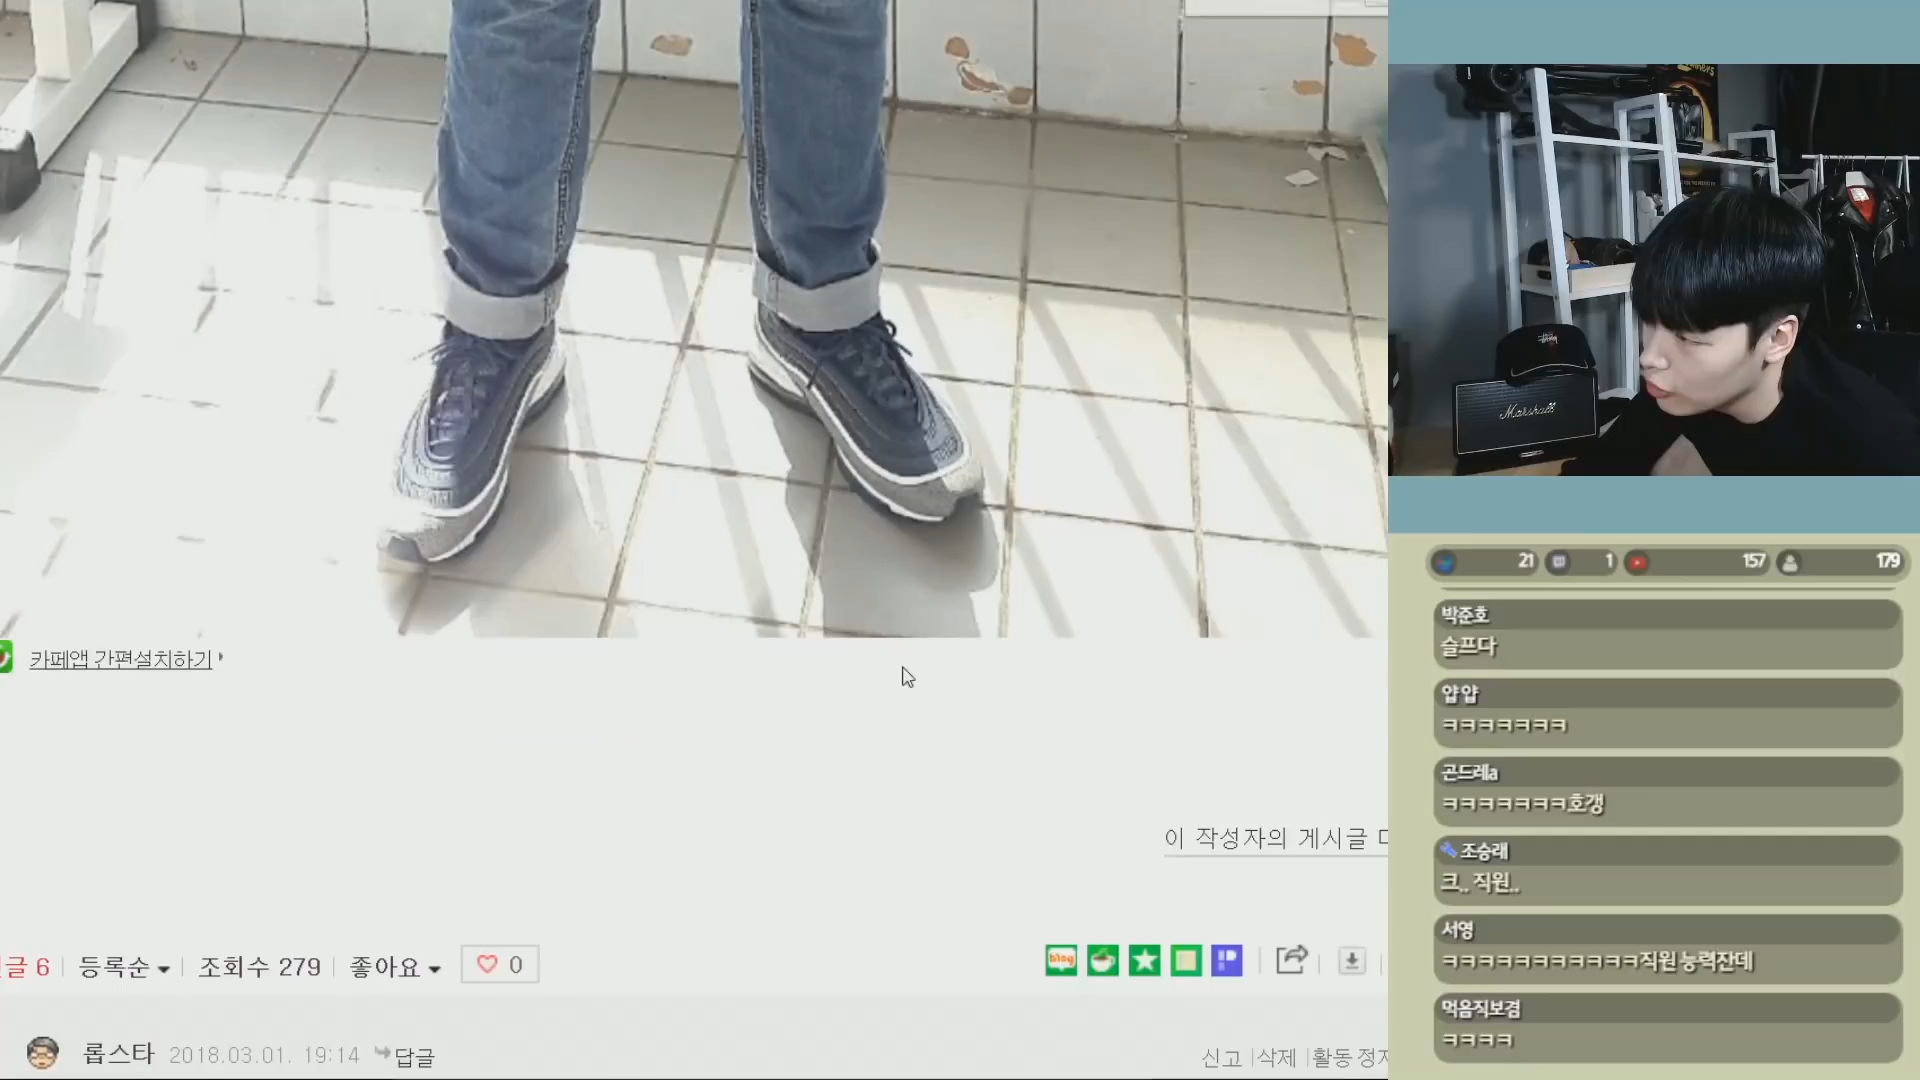 카페앱 간편설치하기
이 작성자의 게시글
글 6
등록순
조회수 279
좋아요
0
blog
롭스타 2018.03.01. 19:14 답글
신고 삭제 활동
Marshall
21 1 157 179
박준호
슬프다
얍얍
ㅋㅋㅋㅋㅋㅋㅋ
곤드레a
ㅋㅋㅋㅋㅋㅋㅋ호갱
조승래
크.. 직원..
서영
ㅋㅋㅋㅋㅋㅋㅋㅋㅋㅋㅋ직원 능력잔데
먹음직보겸
ㅋㅋㅋㅋ